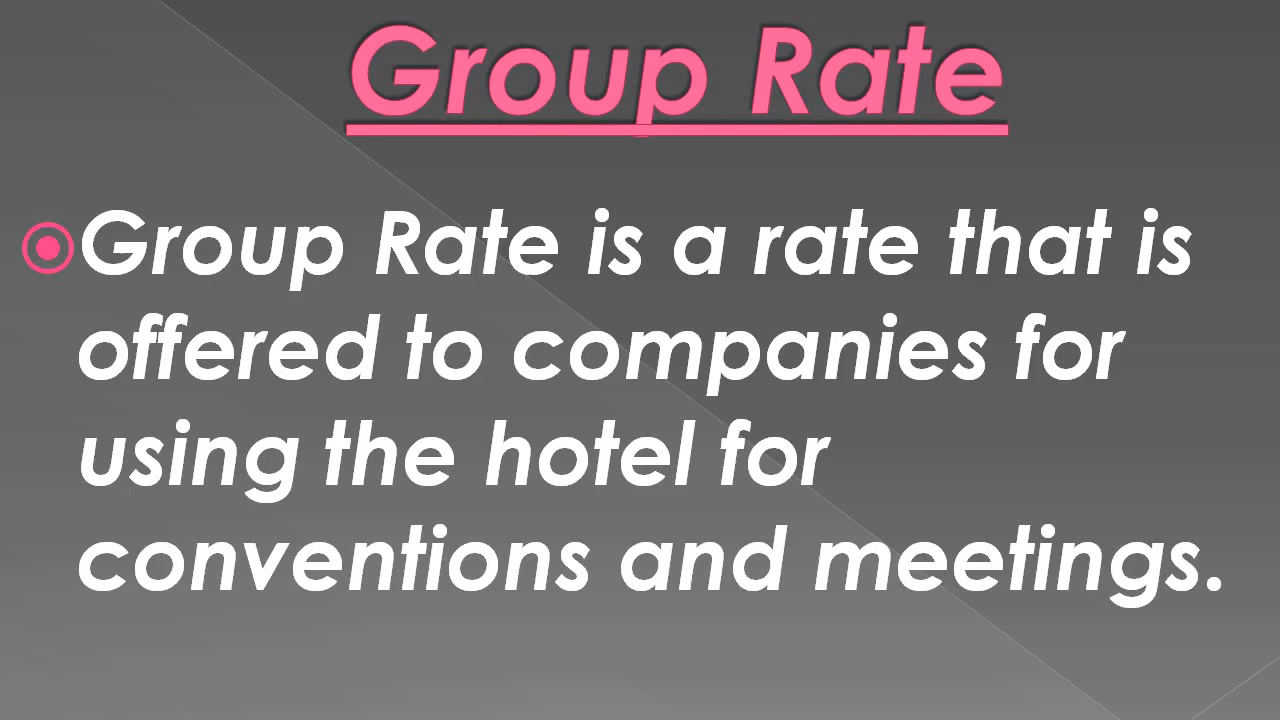 Group Rate
Group Rate is a rate that is
offered to companies for
using the hotel for
conventions and meetings.